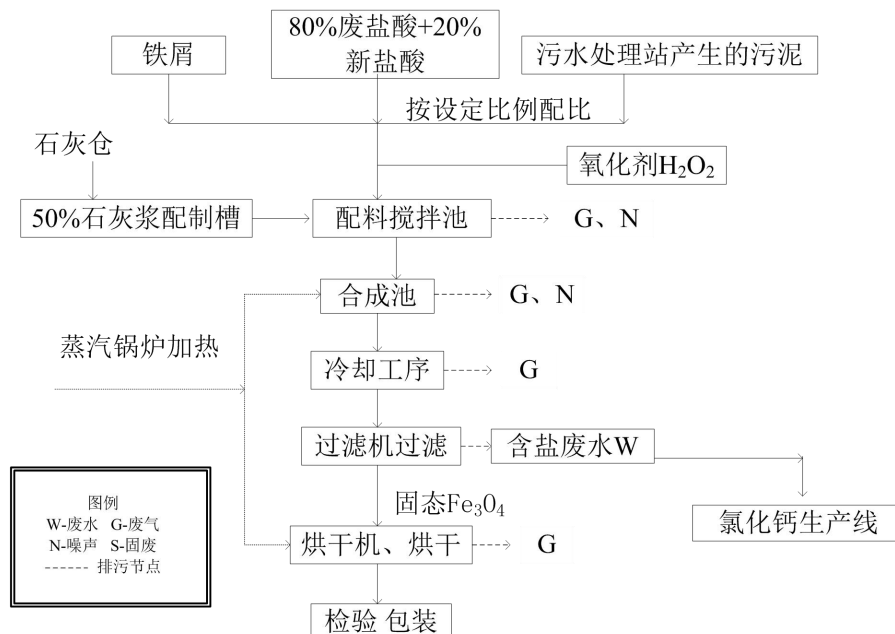 80%废盐酸+20%
新盐酸
铁屑
污水处理站产生的污泥
按设定比例配比
石灰仓
氧化剂H₂O₂
50%石灰浆配制槽
配料搅拌池
G、N
合成池
G、N
蒸汽锅炉加热
冷却工序
G
过滤机过滤
含盐废水W
固态Fe₃O₄
氯化钙生产线
烘干机、烘干
G
检验 包装
图例
W-废水 G-废气
N-噪声 S-固废
------ 排污节点